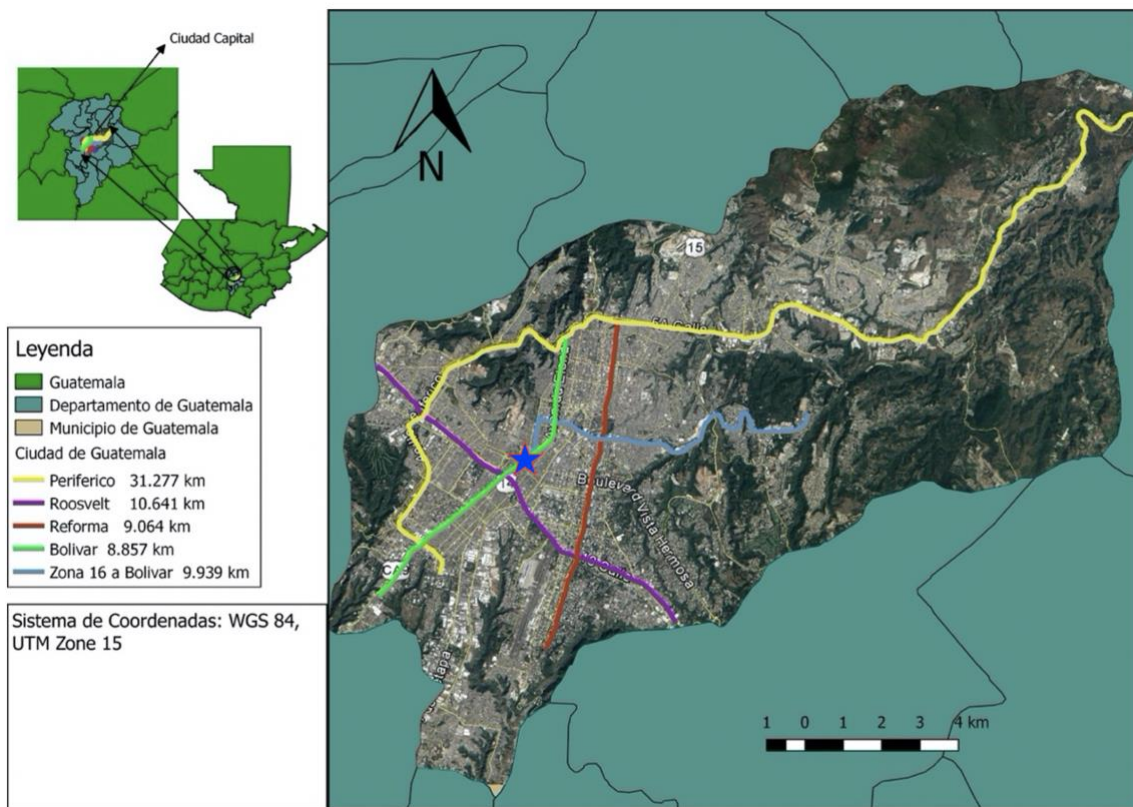 Ciudad Capital
Leyenda
Guatemala
Departamento de Guatemala
Municipio de Guatemala
Ciudad de Guatemala
Periferico 31.277 km
Roosvelt 10.641 km
Reforma 9.064 km
Bolivar 8.857 km
Zona 16 a Bolivar 9.939 km
Sistema de Coordenadas: WGS 84,
UTM Zone 15
N
15
Boulevard Vista Hermosa
1 0 1 2 3 4 km